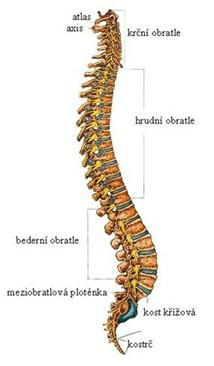 atlas
axis
krční obratle
hrudní obratle
bederní obratle
meziobratlová ploténka
kost křížová
kostrč